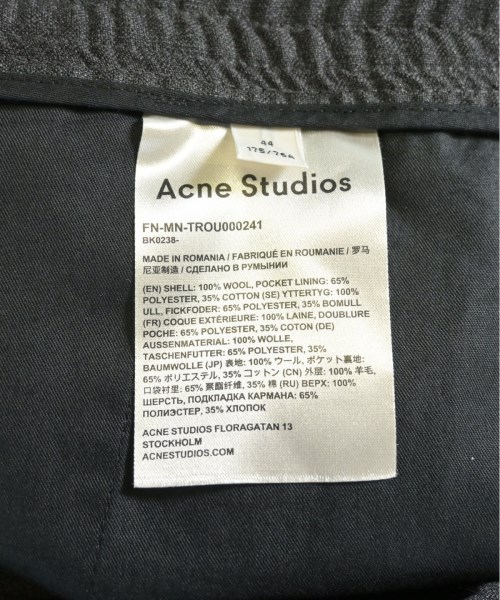 44
175/76A
Acne Studios
FN-MN-TROU000241
BK0238-
MADE IN ROMANIA / FABRIQUÉ EN ROUMANIE / 罗马
尼亚制造 / СДЕЛАНО В РУМЫНИИ
(EN) SHELL: 100% WOOL, POCKET LINING: 65%
POLYESTER, 35% COTTON (SE) YTTERTYG: 100%
ULL, FICKFODER: 65% POLYESTER, 35% BOMULL
(FR) COQUE EXTÉRIEURE: 100% LAINE, DOUBLURE
POCHE: 65% POLYESTER, 35% COTON (DE)
AUSSENMATERIAL: 100% WOLLE,
TASCHENFUTTER: 65% POLYESTER, 35%
BAUMWOLLE (JP) 表地: 100% ウール, ポケット裏地:
65% ポリエステル, 35% コットン (CN) 外层: 100% 羊毛,
口袋衬里: 65% 聚酯纤维, 35% 棉 (RU) ВЕРХ: 100%
ШЕРСТЬ, ПОДКЛАДКА КАРМАНА: 65%
ПОЛИЭСТЕР, 35% ХЛОПОК
ACNE STUDIOS FLORAGATAN 13
STOCKHOLM
ACNESTUDIOS.COM